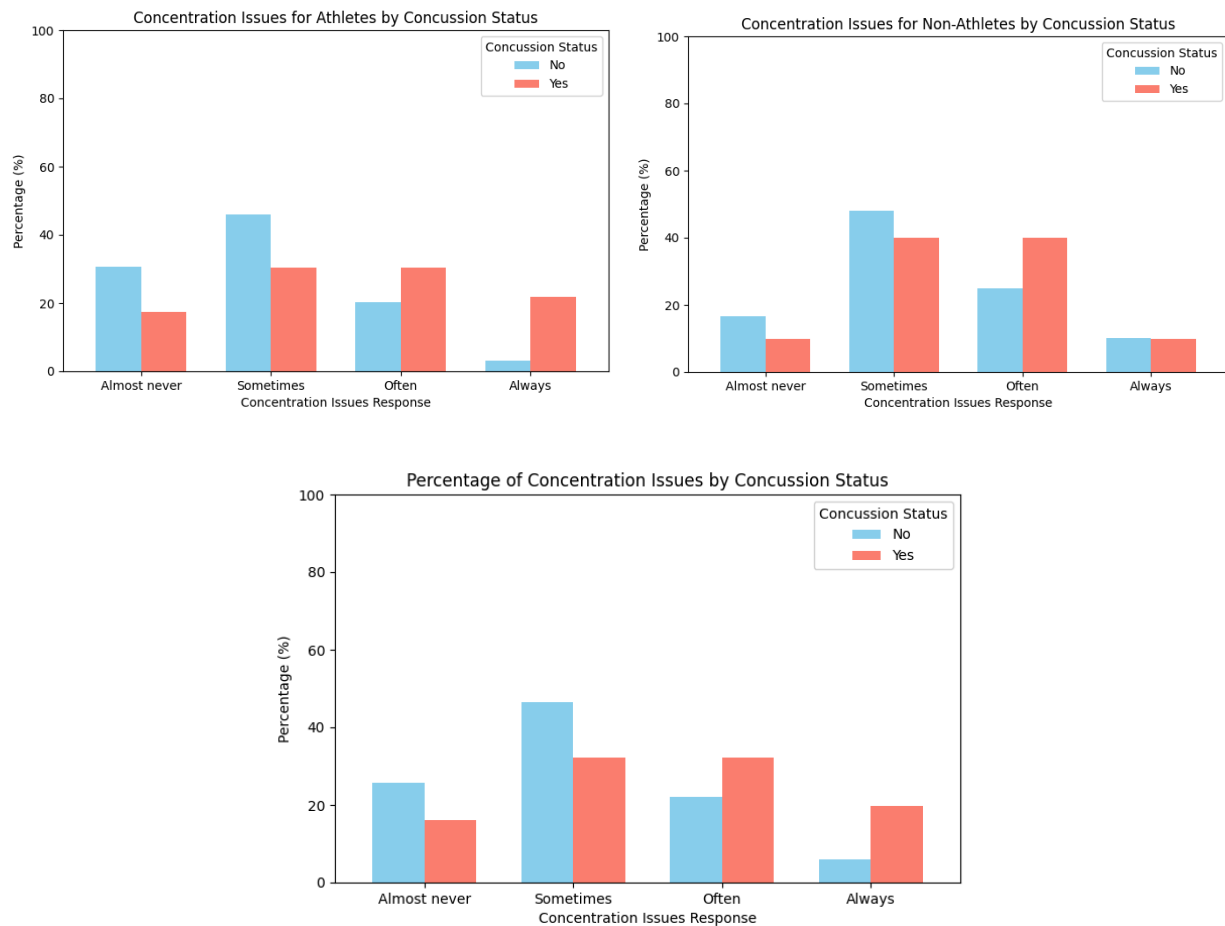 Concentration Issues for Athletes by Concussion Status
100
80
60
40
20
0
Percentage (%)
Concussion Status
No
Yes
Almost never Sometimes Often Always
Concentration Issues Response
Concentration Issues for Non-Athletes by Concussion Status
100
80
60
40
20
0
Percentage (%)
Concussion Status
No
Yes
Almost never Sometimes Often Always
Concentration Issues Response
Percentage of Concentration Issues by Concussion Status
100
80
60
40
20
0
Percentage (%)
Concussion Status
No
Yes
Almost never Sometimes Often Always
Concentration Issues Response